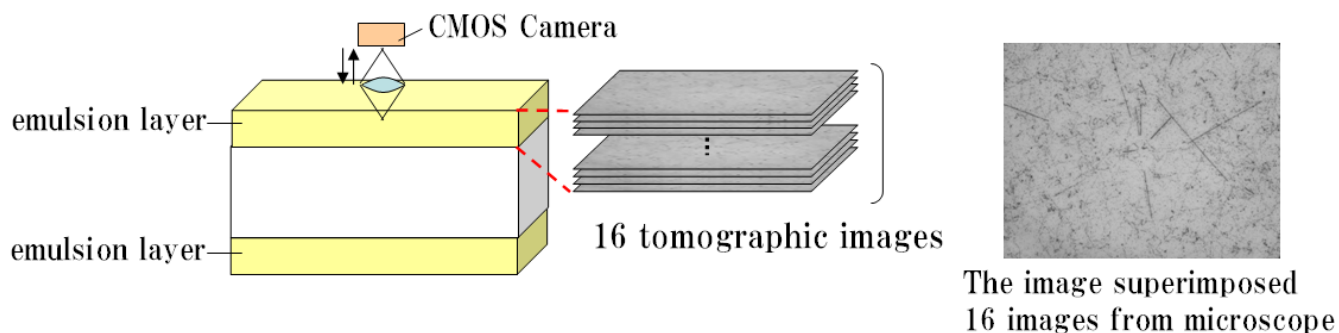 CMOS Camera
emulsion layer
emulsion layer
16 tomographic images
The image superimposed
16 images from microscope